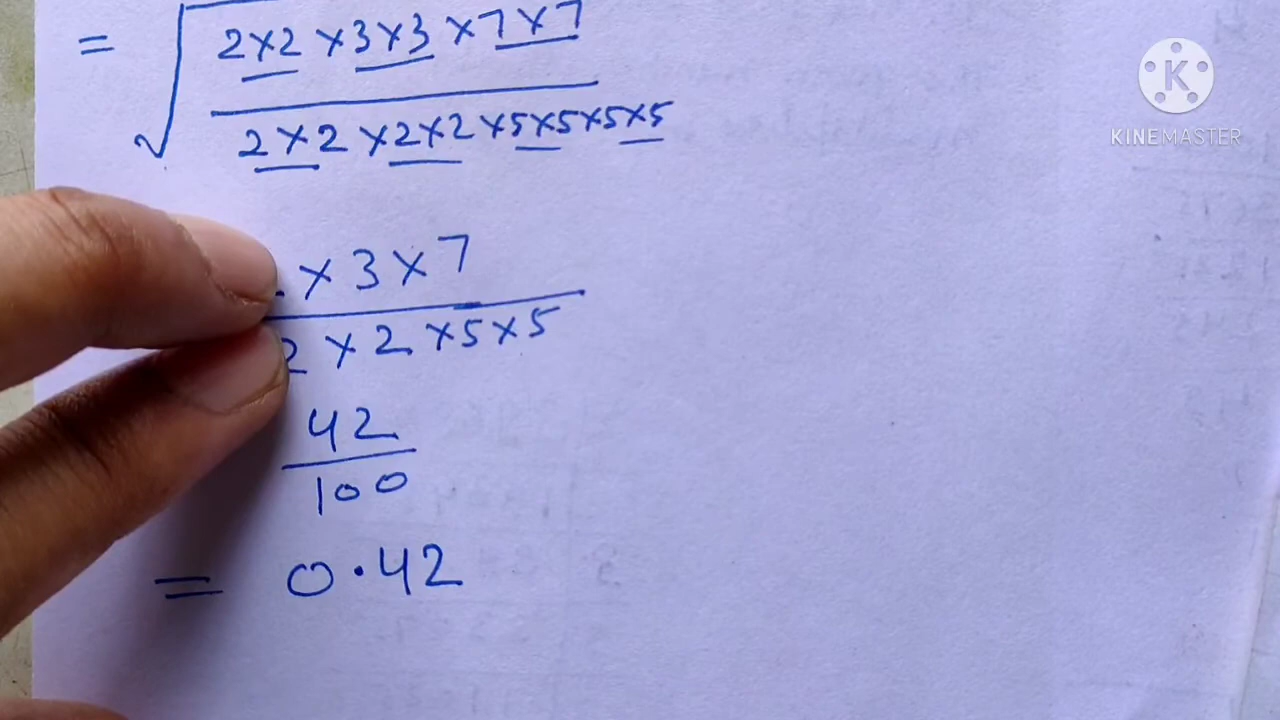 = √ 2×2 ×3×3 ×7×7
2×2 ×2×2 ×5×5×5×5
×3×7
2×2×5×5
42
100
= 0.42
K
KINEMASTER